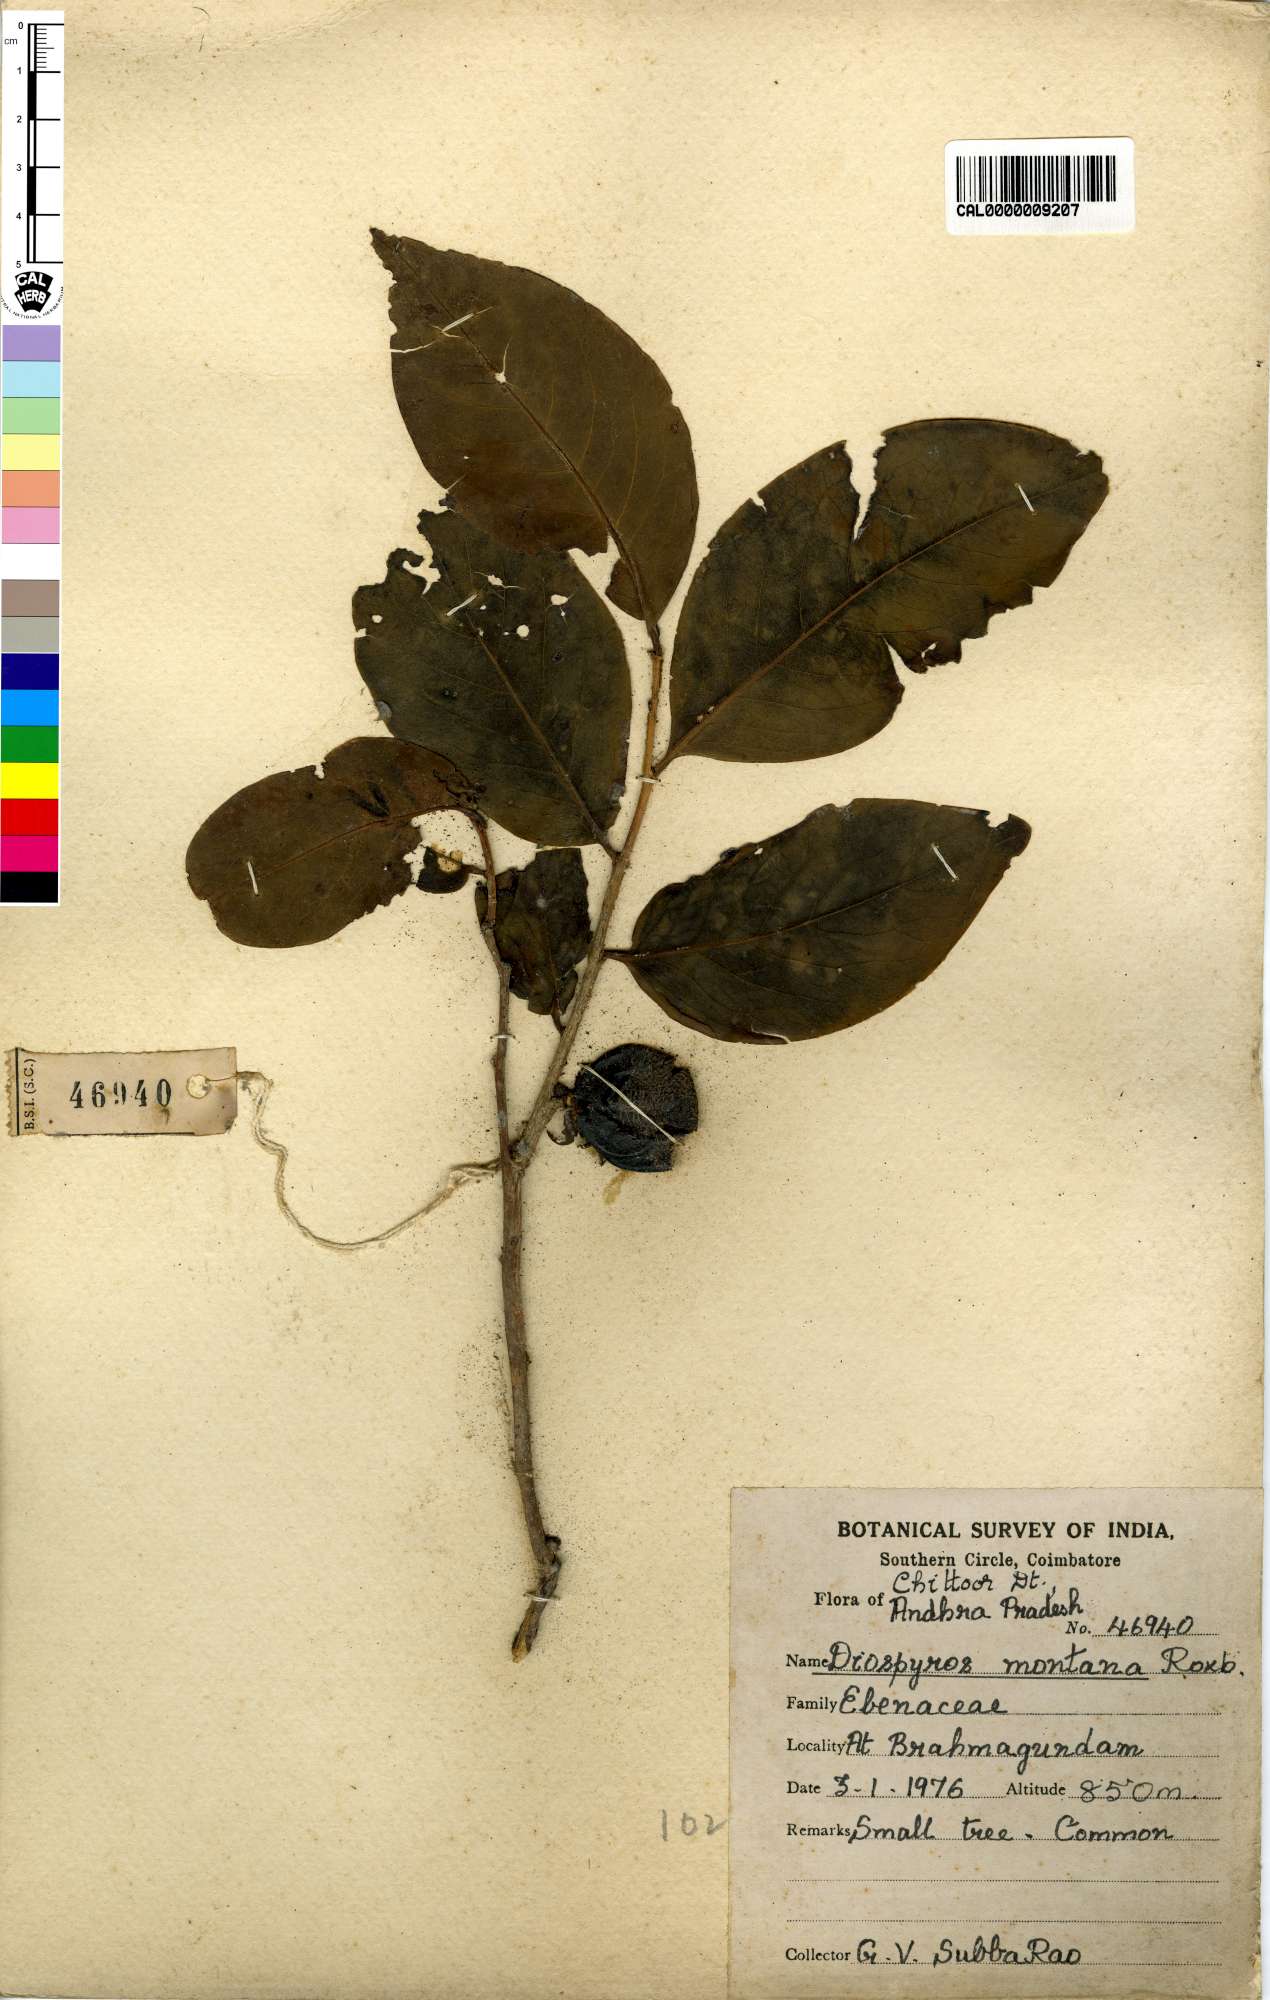 0
cm
1
2
3
4
5
CAL
HERB
CAL0000009207
B.S.I. (S.C.)
46940
BOTANICAL SURVEY OF INDIA,
Southern Circle, Coimbatore
Flora of Chittoor Dt.,
Andhra Pradesh
No. 46940
Name Diospyros montana Roxb.
Family Ebenaceae
Locality At Brahmagundam
Date 3-1-1976 Altitude 850m.
Remarks Small tree - Common
102
Collector G.V. SubbaRao